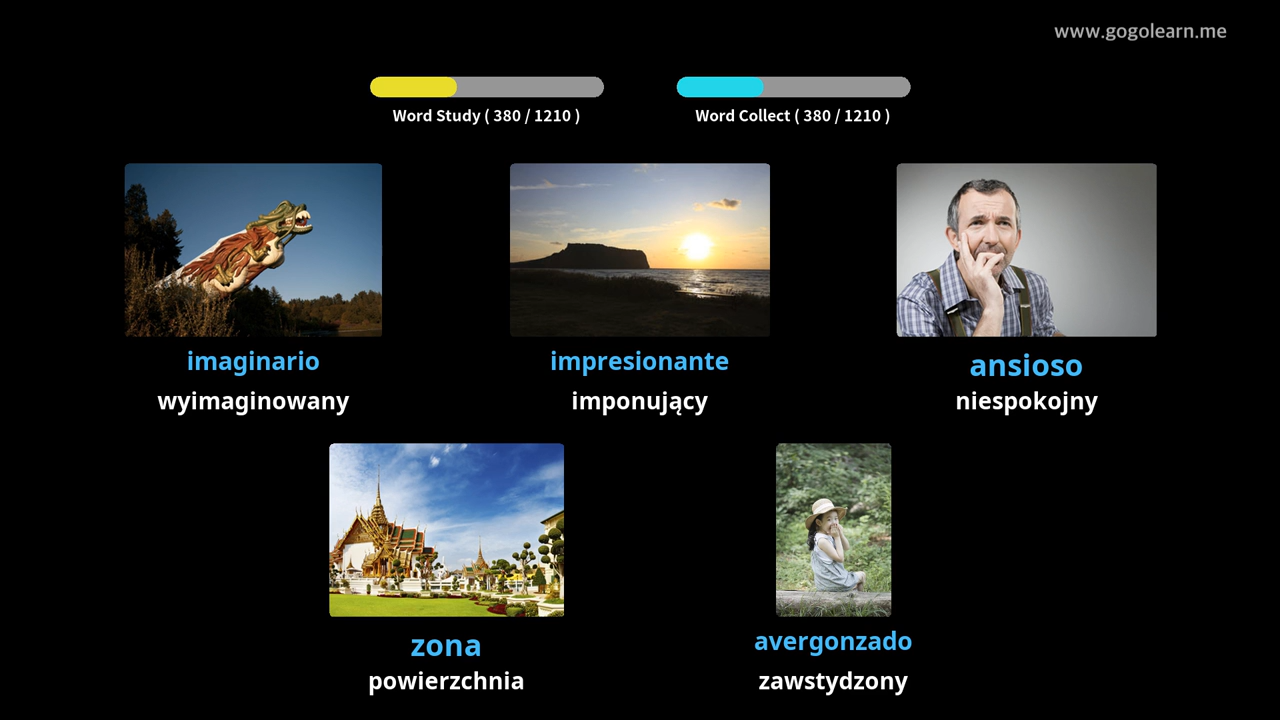 www.gogolearn.me
Word Study ( 380 / 1210 )
Word Collect ( 380 / 1210 )
imaginario
wyimaginowany
impresionante
imponujący
ansioso
niespokojny
zona
powierzchnia
avergonzado
zawstydzony